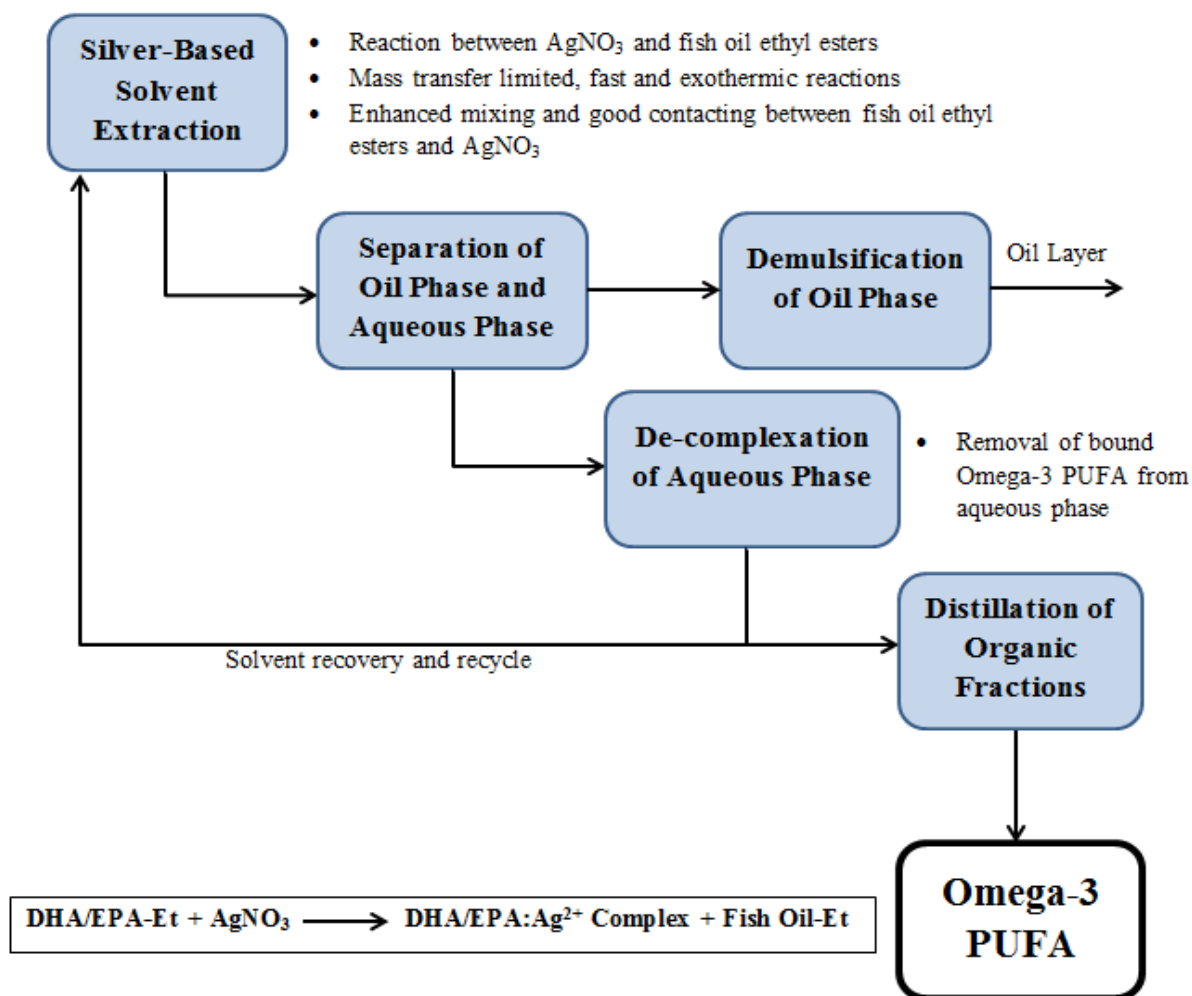 Silver-Based
Solvent
Extraction
• Reaction between AgNO₃ and fish oil ethyl esters
• Mass transfer limited, fast and exothermic reactions
• Enhanced mixing and good contacting between fish oil ethyl
esters and AgNO₃
Separation of
Oil Phase and
Aqueous Phase
Demulsification
of Oil Phase
Oil Layer
De-complexation
of Aqueous Phase
• Removal of bound
Omega-3 PUFA from
aqueous phase
Solvent recovery and recycle
Distillation of
Organic
Fractions
DHA/EPA-Et + AgNO₃ ⟶ DHA/EPA:Ag²⁺ Complex + Fish Oil-Et
Omega-3
PUFA